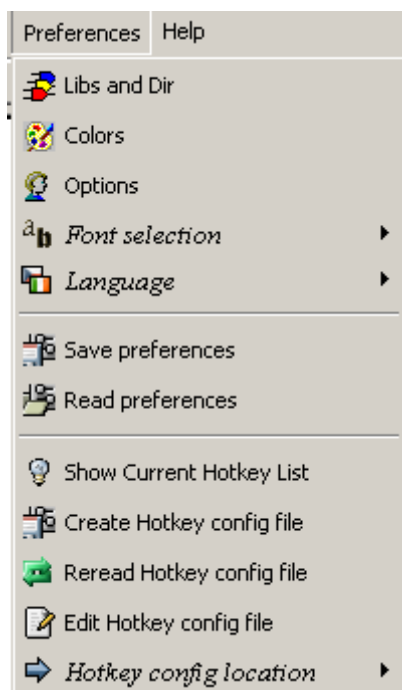 Preferences Help
Libs and Dir
Colors
Options
Font selection
Language
Save preferences
Read preferences
Show Current Hotkey List
Create Hotkey config file
Reread Hotkey config file
Edit Hotkey config file
Hotkey config location